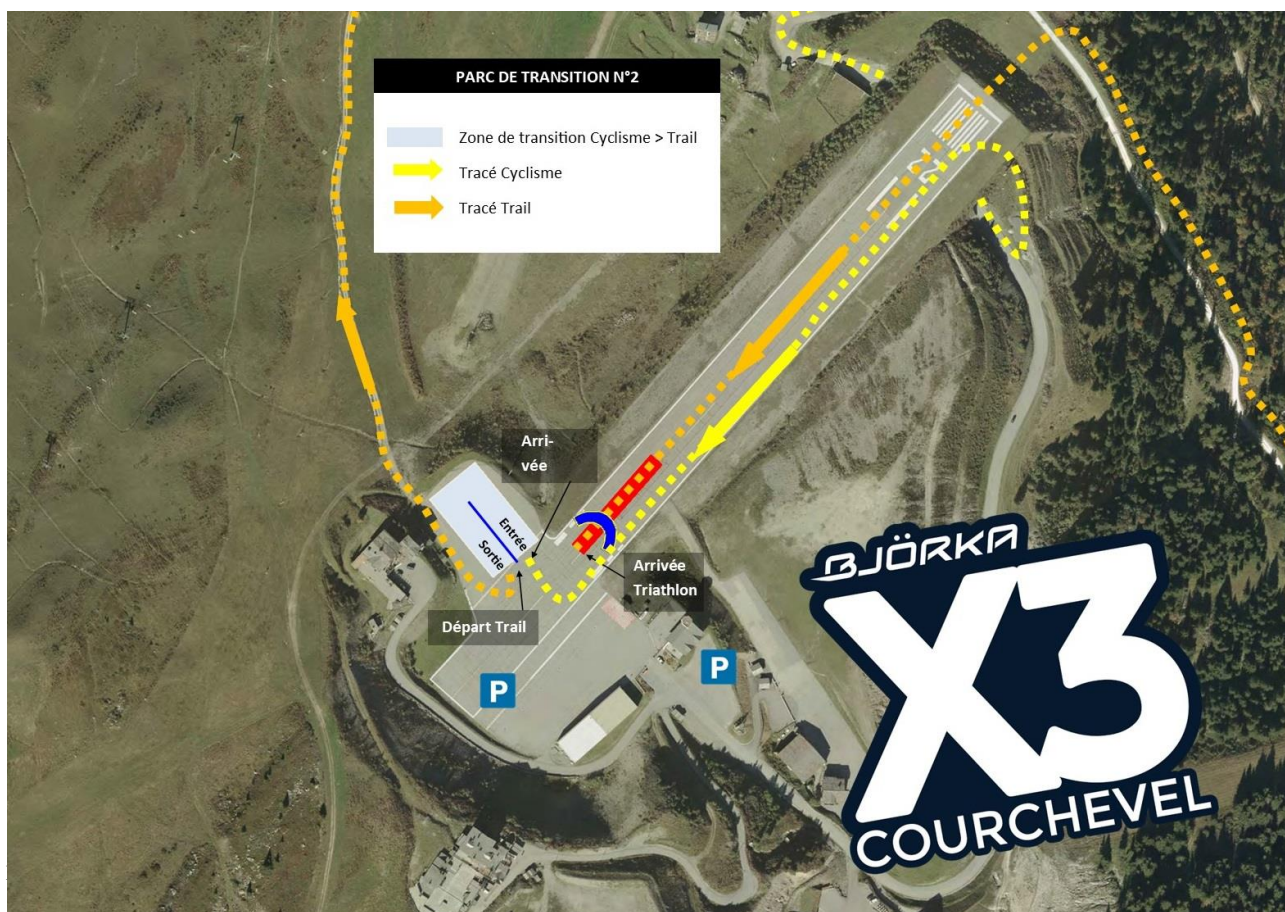 PARC DE TRANSITION N°2
Zone de transition Cyclisme > Trail
Tracé Cyclisme
Tracé Trail
Arri-
vée
Entrée
Sortie
Arrivée
Triathlon
Départ Trail
P
P
BJÖRKA
X3
COURCHEVEL